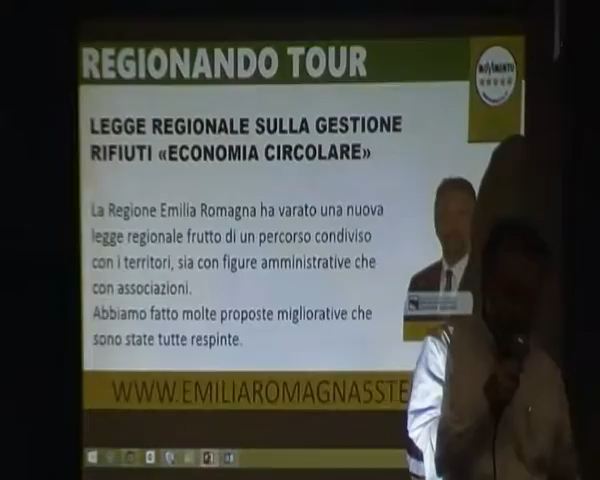 REGIONANDO TOUR
MOVIMENTO
LEGGE REGIONALE SULLA GESTIONE
RIFIUTI «ECONOMIA CIRCOLARE»
La Regione Emilia Romagna ha varato una nuova
legge regionale frutto di un percorso condiviso
con i territori, sia con figure amministrative che
con associazioni.
Abbiamo fatto molte proposte migliorative che
sono state tutte respinte.
WWW.EMILIAROMAGNA5STE